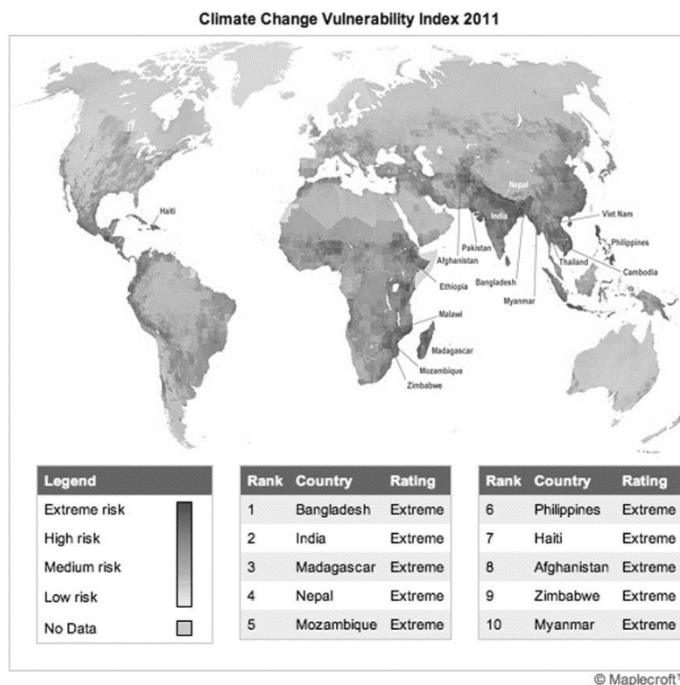 Climate Change Vulnerability Index 2011
Haiti
Nepal
India
Viet Nam
Philippines
Pakistan
Thailand
Afghanistan
Cambodia
Bangladesh
Ethiopia
Myanmar
Malawi
Madagascar
Mozambique
Zimbabwe
Legend
Extreme risk
High risk
Medium risk
Low risk
No Data
Rank Country Rating
1 Bangladesh Extreme
2 India Extreme
3 Madagascar Extreme
4 Nepal Extreme
5 Mozambique Extreme
Rank Country Rating
6 Philippines Extreme
7 Haiti Extreme
8 Afghanistan Extreme
9 Zimbabwe Extreme
10 Myanmar Extreme
© Maplecroft